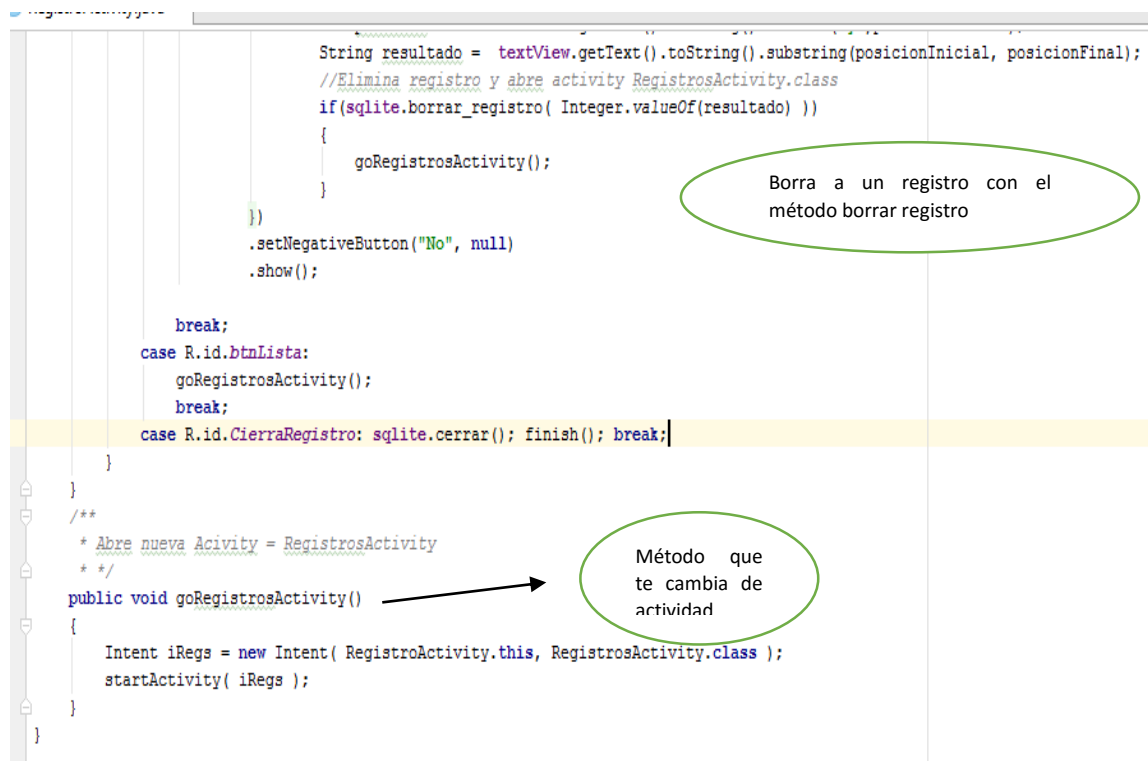 String resultado = textView.getText().toString().substring(posicionInicial, posicionFinal);
//Elimina registro y abre activity RegistrosActivity.class
if(sqlite.borrar_registro( Integer.valueOf(resultado) ))
{
goRegistrosActivity();
}
})
.setNegativeButton("No", null)
.show();
Borra a un registro con el
método borrar registro
break;
case R.id.btnLista:
goRegistrosActivity();
break;
case R.id.CierraRegistro: sqlite.cerrar(); finish(); break;
}
}
/**
* Abre nueva Acivity = RegistrosActivity
* */
public void goRegistrosActivity()
Método que
te cambia de
actividad
{
Intent iRegs = new Intent( RegistroActivity.this, RegistrosActivity.class );
startActivity( iRegs );
}
}